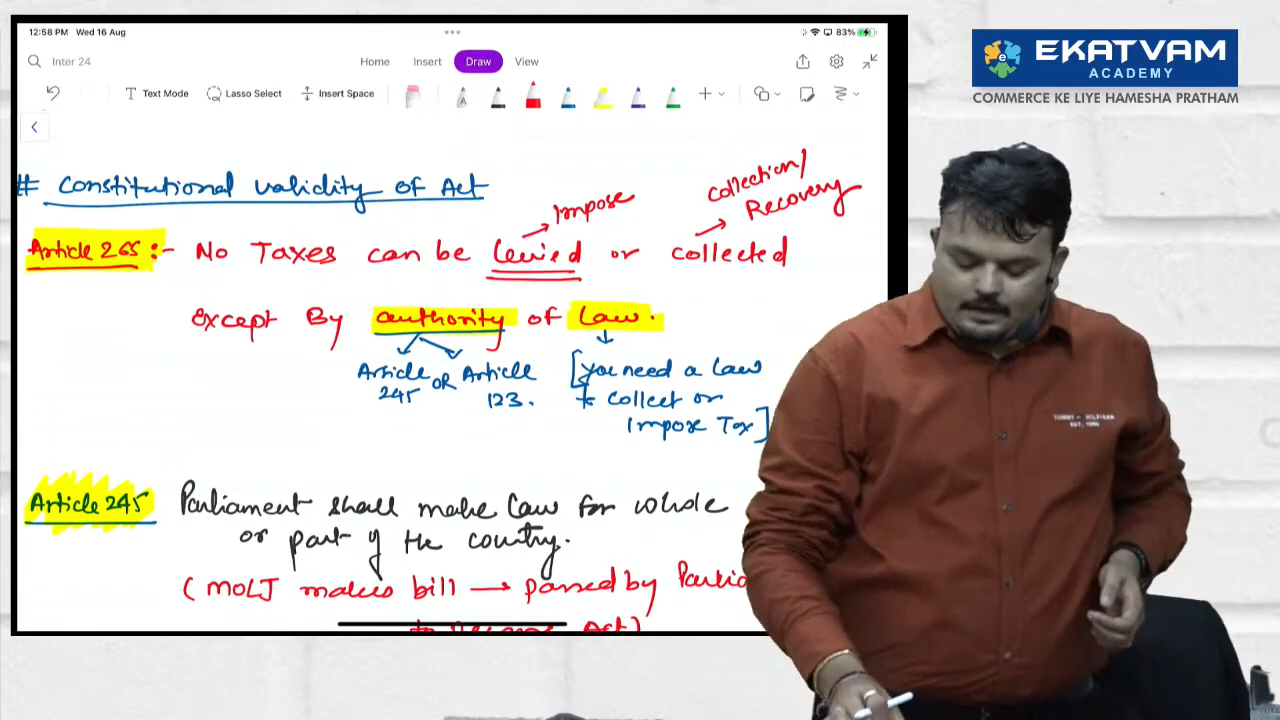 12:58 PM Wed 16 Aug
83%
Inter 24
Home Insert Draw View
Text Mode Lasso Select Insert Space
EKATVAM
ACADEMY
COMMERCE KE LIYE HAMESHA PRATHAM
# Constitutional validity of Act
Impose
collection/
Recovery
Article 265:- No Taxes can be levied or collected
Except By authority of law.
Article 245 OR Article 123.
[you need a law
to collect or
Impose Tax]
Article 245 Parliament shall make law for whole
or part of the country.
(MOLJ makes bill → passed by Parlia
Act)